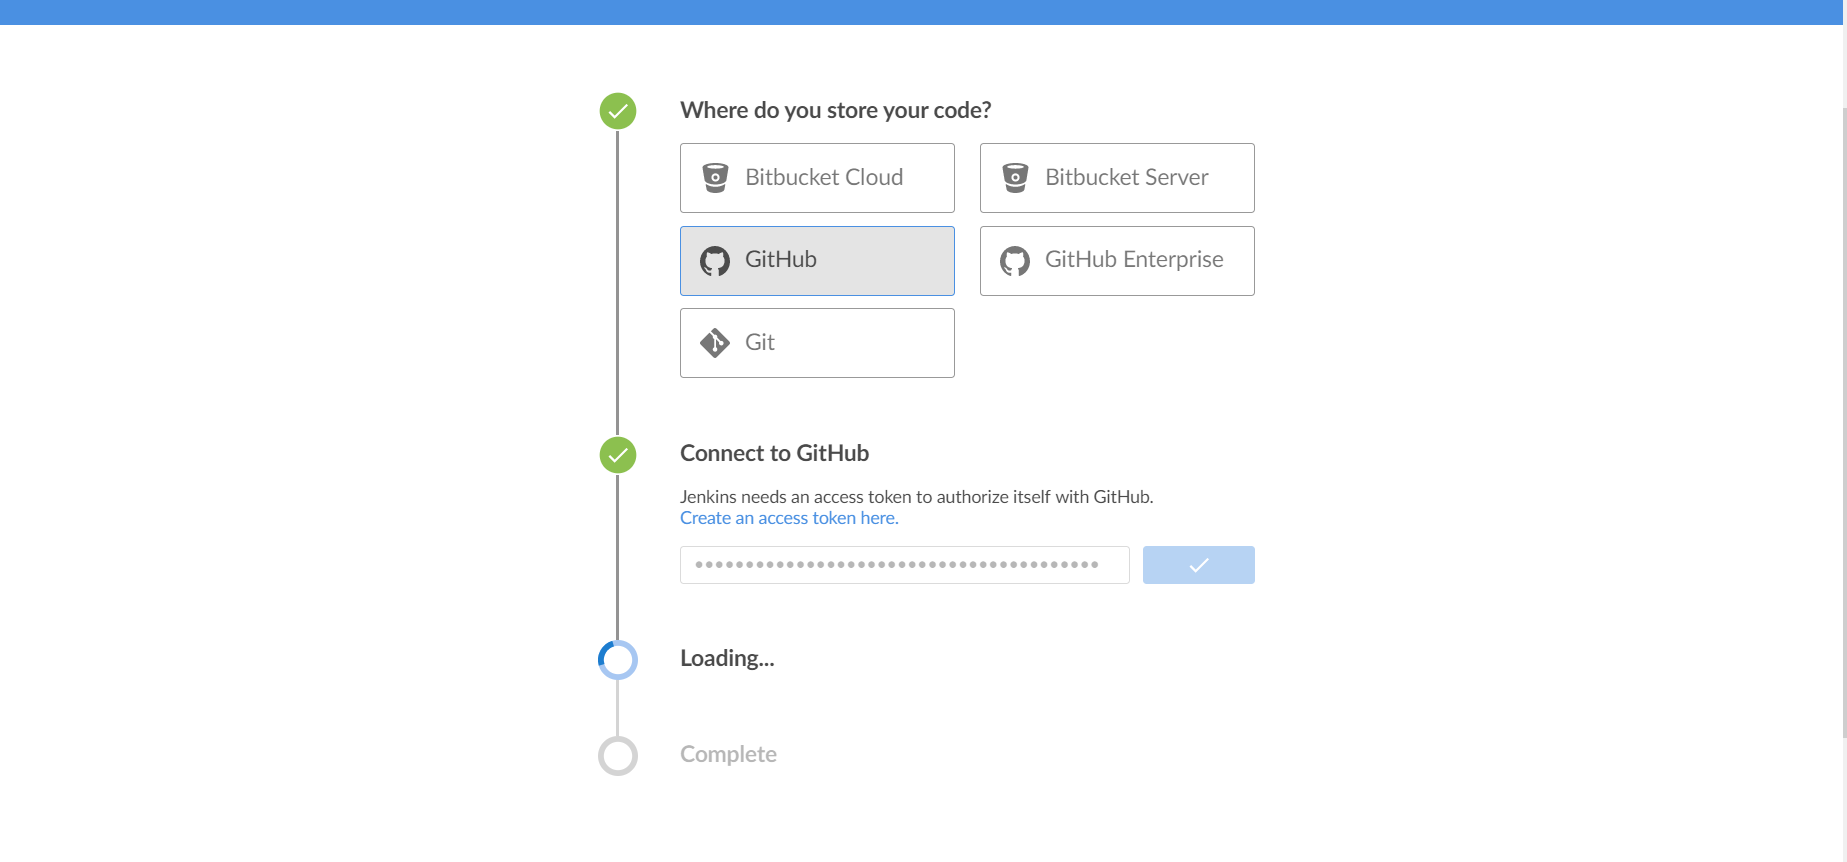 Where do you store your code?
Bitbucket Cloud
Bitbucket Server
GitHub
GitHub Enterprise
Git
Connect to GitHub
Jenkins needs an access token to authorize itself with GitHub.
Create an access token here.
Loading...
Complete